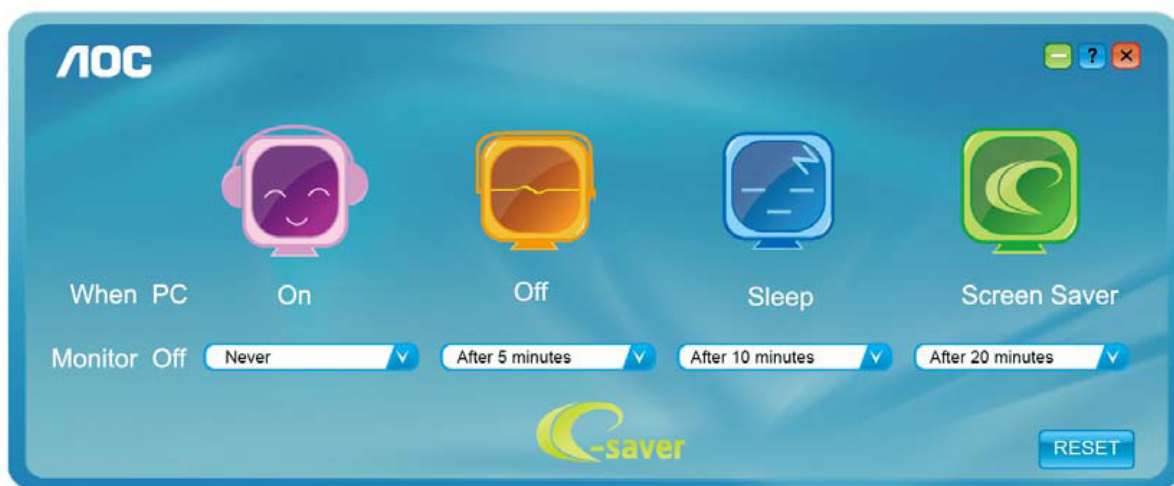 AOC
?
When PC On Off Sleep Screen Saver
Monitor Off Never After 5 minutes After 10 minutes After 20 minutes
e-saver
RESET